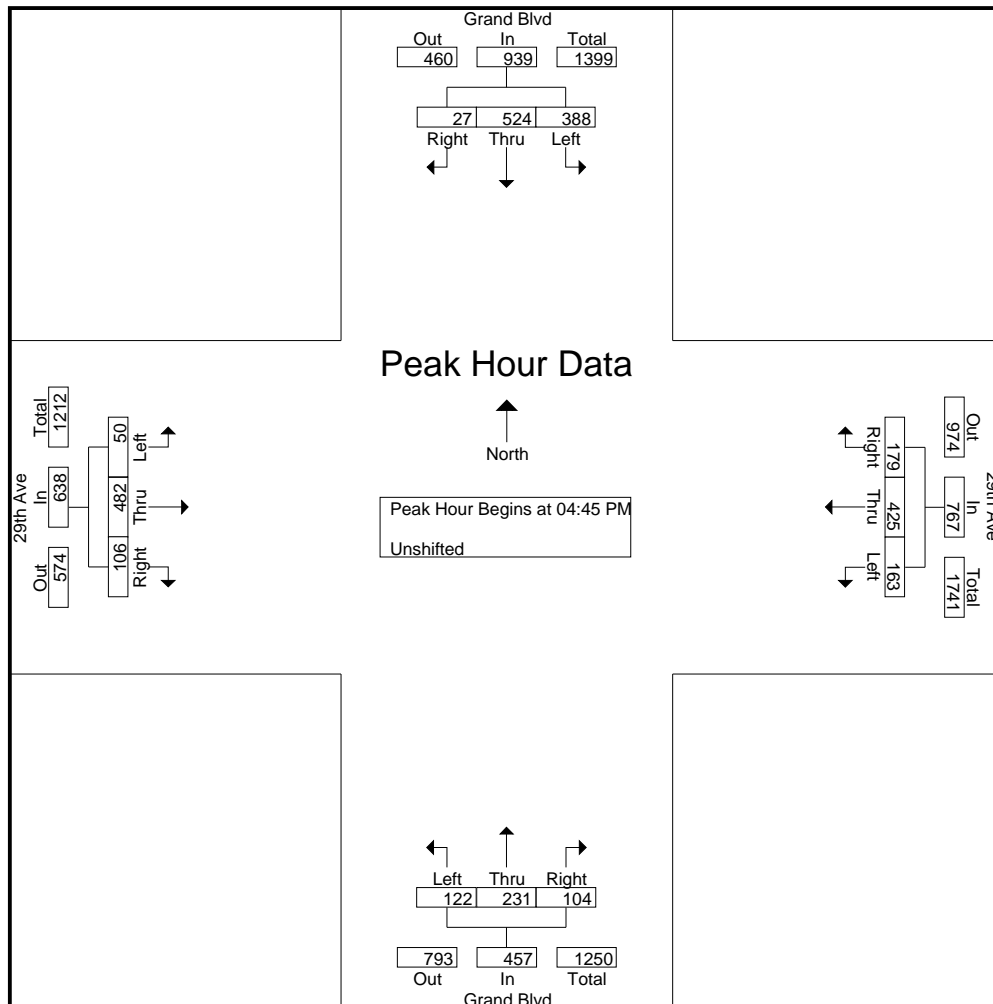 Grand Blvd
Out In Total
460 939 1399
27 524 388
Right Thru Left
Peak Hour Data
North
Peak Hour Begins at 04:45 PM
Unshifted
29th Ave
Total In Out
1212 638 574
50 482 106
Left Thru Right
29th Ave
Out In Total
974 767 1741
179 425 163
Right Thru Left
Left Thru Right
122 231 104
793 457 1250
Out In Total
Grand Blvd